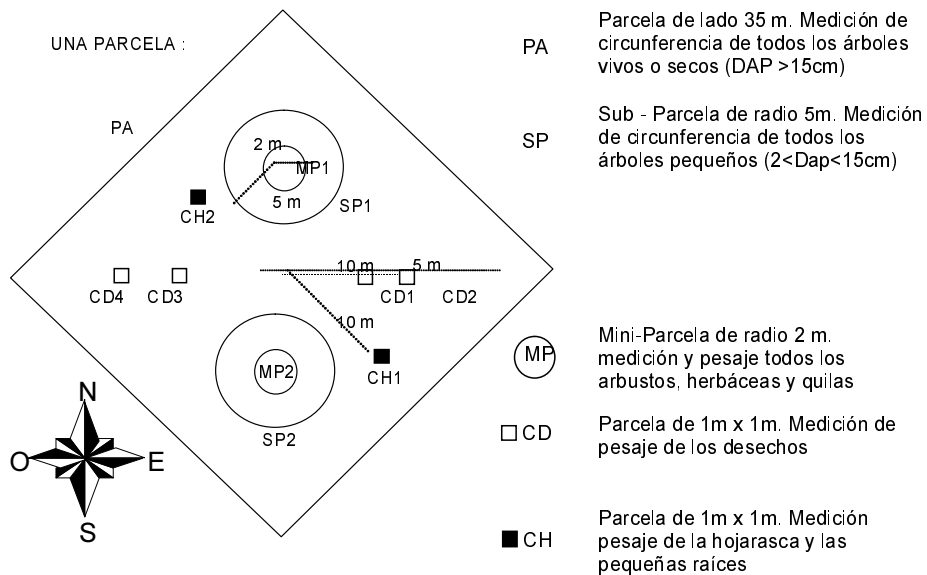 UNA PARCELA :
PA
2 m.
MP1
5 m
SP1
CH2
10 m
5 m
CD4
CD3
CD1
CD2
10 m
CH1
MP2
SP2
N
O
E
S
PA
Parcela de lado 35 m. Medición de
circunferencia de todos los árboles
vivos o secos (DAP >15cm)
SP
Sub - Parcela de radio 5m. Medición
de circunferencia de todos los
árboles pequeños (2<Dap<15cm)
MP
Mini-Parcela de radio 2 m.
medición y pesaje todos los
arbustos, herbáceas y quilas
CD
Parcela de 1m x 1m. Medición de
pesaje de los desechos
CH
Parcela de 1m x 1m. Medición
pesaje de la hojarasca y las
pequeñas raíces